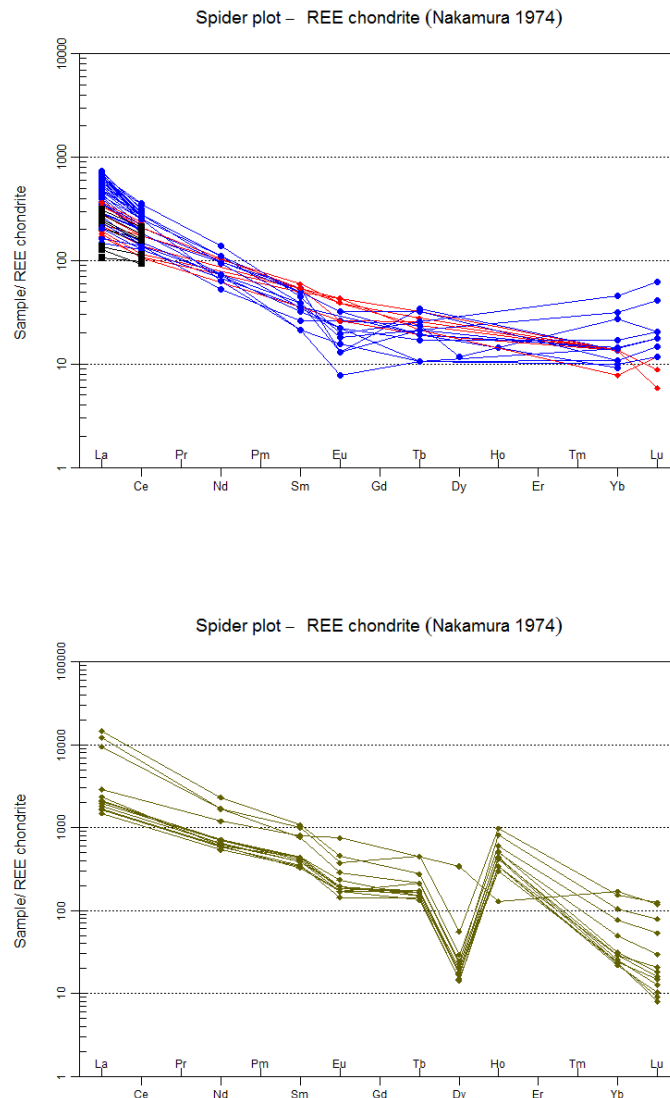 Spider plot – REE chondrite (Nakamura 1974)
10000
1000
100
10
1
Sample/ REE chondrite
La Pr Pm Eu Tb Ho Tm Lu
Ce Nd Sm Gd Dy Er Yb
Spider plot – REE chondrite (Nakamura 1974)
100000
10000
1000
100
10
1
Sample/ REE chondrite
La Pr Pm Eu Tb Ho Tm Lu
Ce Nd Sm Gd Dy Er Yb